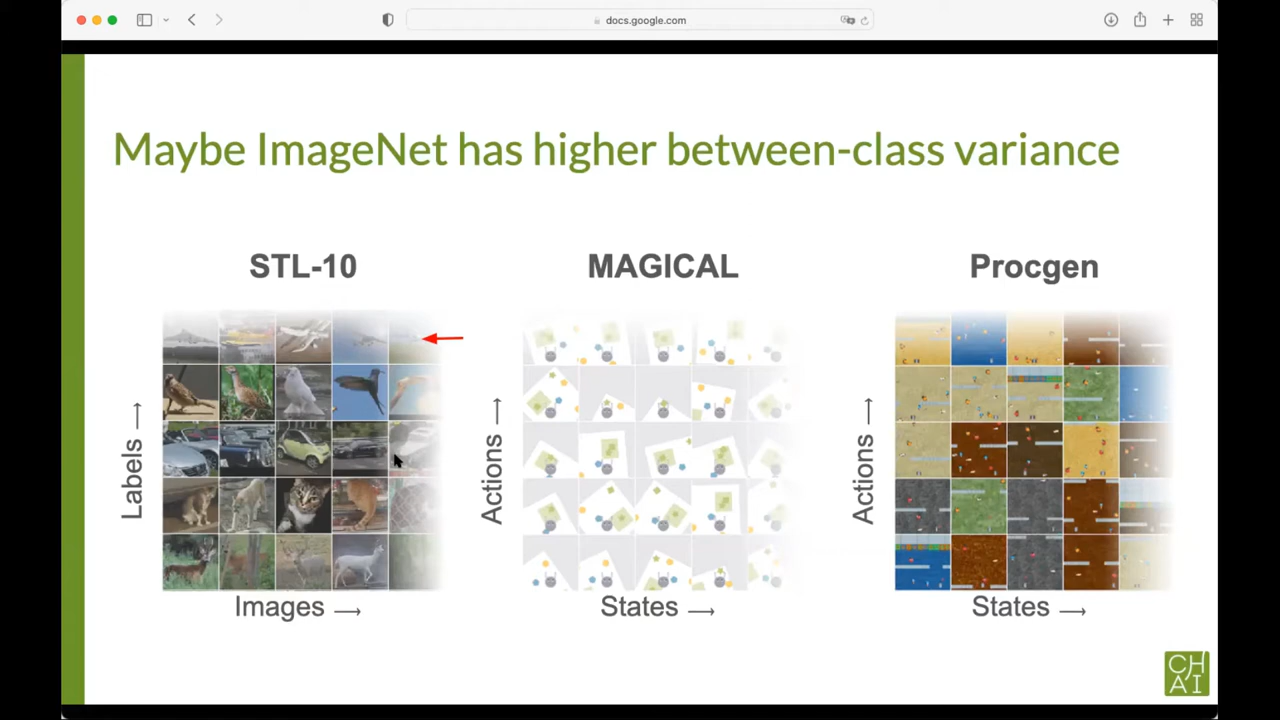 docs.google.com
Maybe ImageNet has higher between-class variance
STL-10
MAGICAL
Procgen
Labels →
Actions →
Actions →
Images →
States →
States →
CH
AI